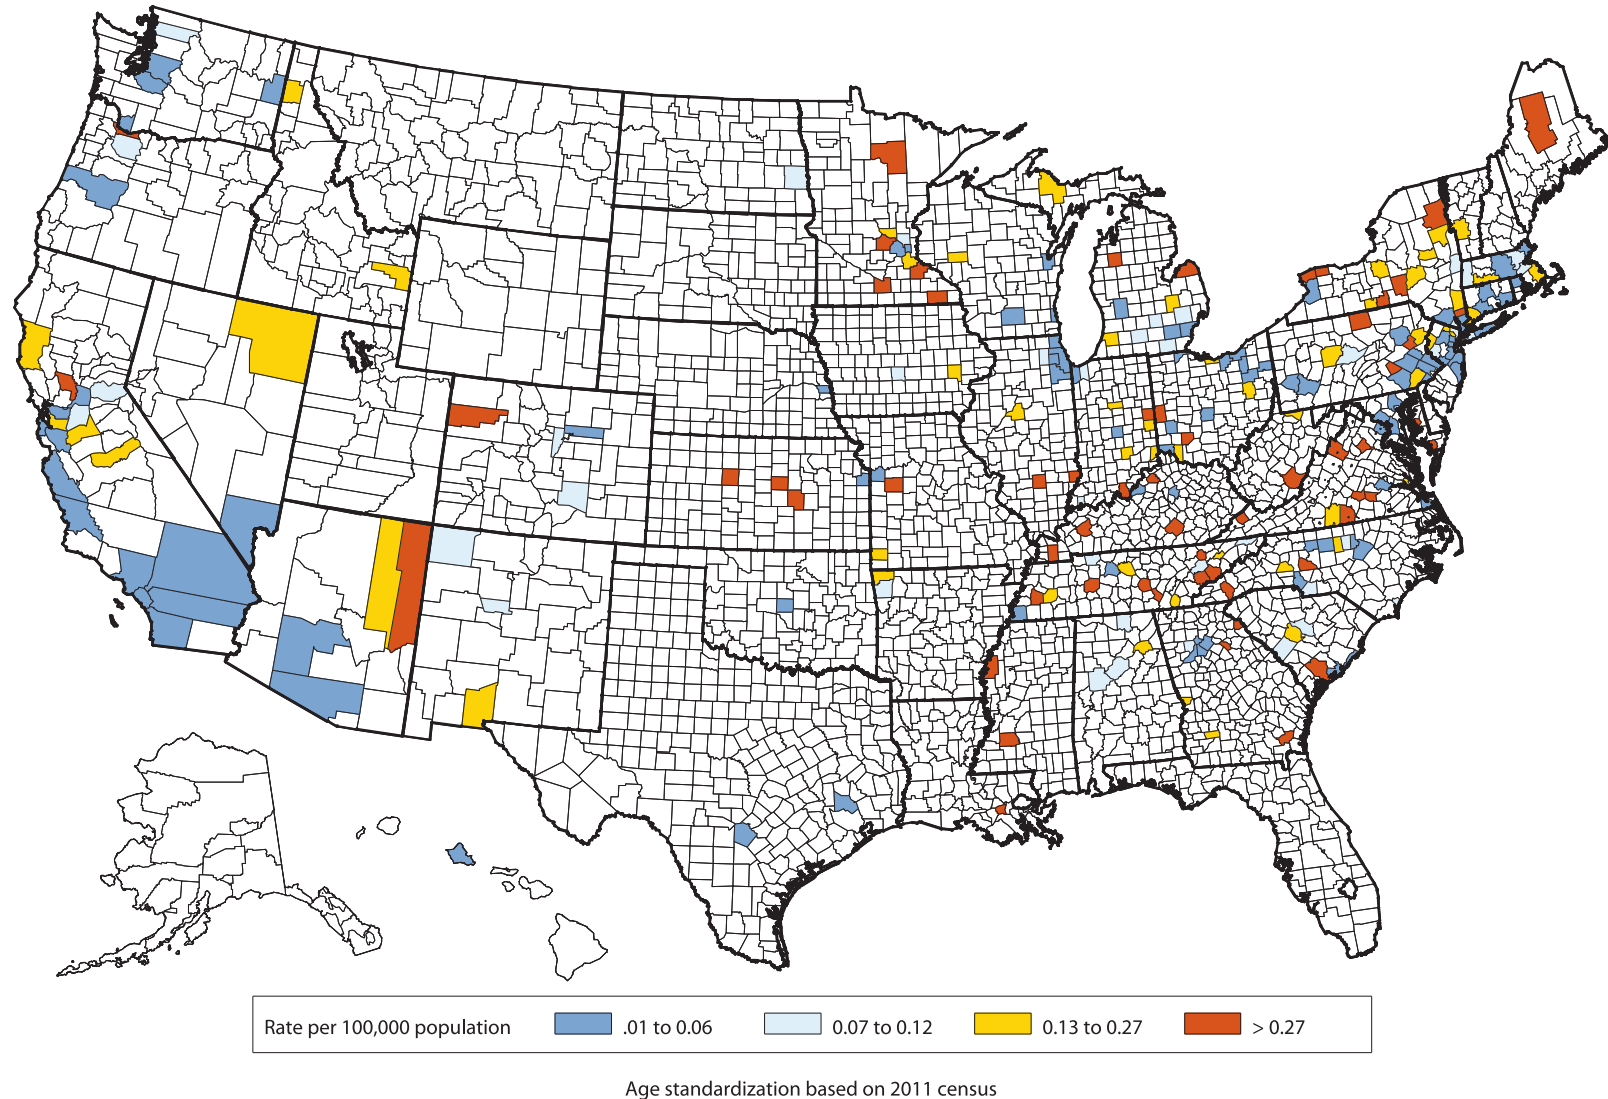 Rate per 100,000 population .01 to 0.06 0.07 to 0.12 0.13 to 0.27 > 0.27
Age standardization based on 2011 census